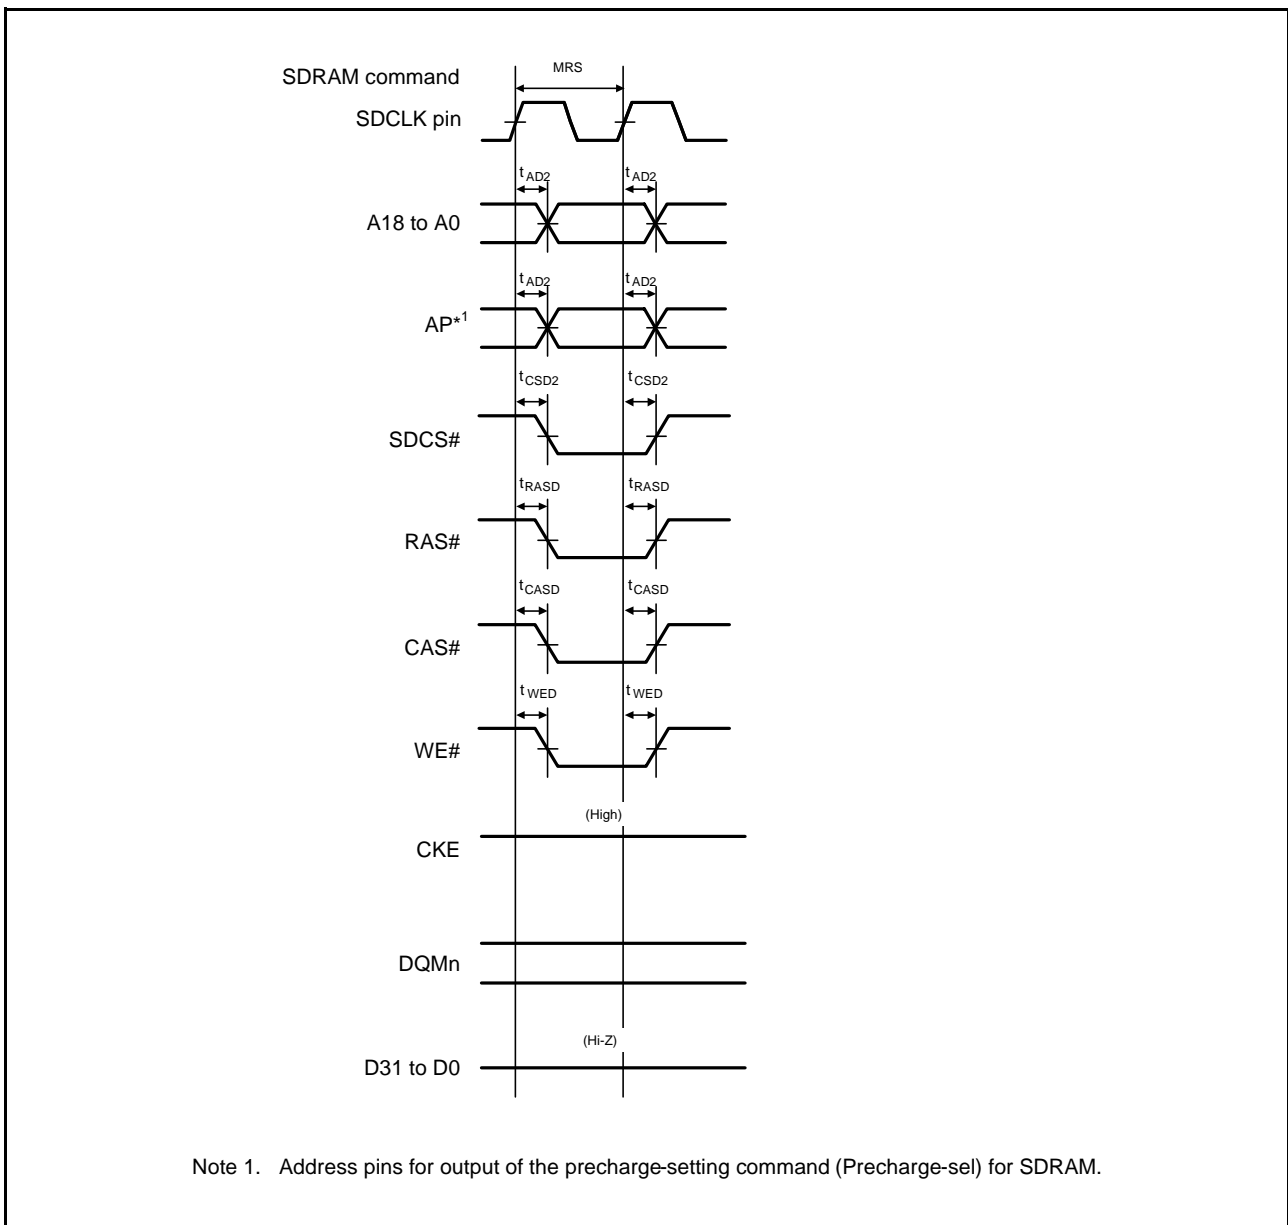 MRS
SDRAM command
SDCLK pin
tAD2 tAD2
A18 to A0
tAD2 tAD2
AP*1
tCSD2 tCSD2
SDCS#
tRASD tRASD
RAS#
tCASD tCASD
CAS#
tWED tWED
WE#
(High)
CKE
DQMn
(Hi-Z)
D31 to D0
Note 1. Address pins for output of the precharge-setting command (Precharge-sel) for SDRAM.